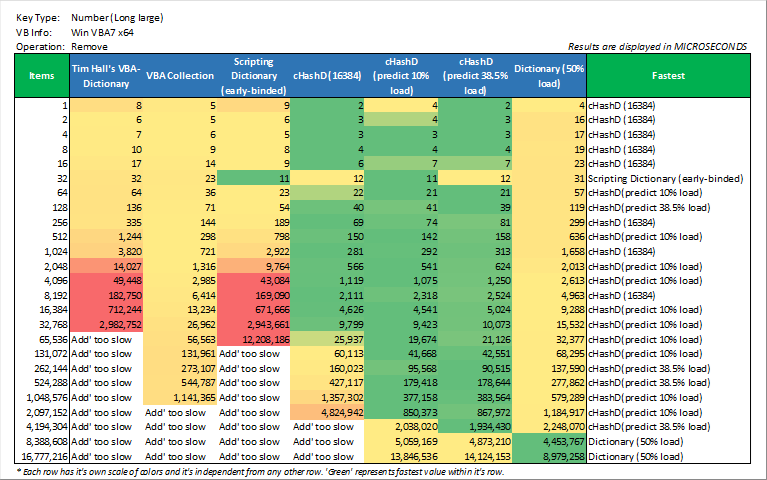 Key Type: Number (Long large)
VB Info: Win VBA7 x64
Operation: Remove Results are displayed in MICROSECONDS
Items Tim Hall's VBA-Dictionary VBA Collection Scripting Dictionary (early-binded) cHashD (16384) cHashD (predict 10% load) cHashD (predict 38.5% load) Dictionary (50% load) Fastest
1 8 5 9 2 4 2 4 cHashD (16384)
2 6 5 6 3 4 3 16 cHashD (16384)
4 7 6 5 3 3 3 17 cHashD (16384)
8 10 9 8 4 4 4 19 cHashD (16384)
16 17 14 9 6 7 7 23 cHashD (16384)
32 32 23 11 12 11 12 31 Scripting Dictionary (early-binded)
64 64 36 23 22 21 21 57 cHashD(predict 10% load)
128 136 71 54 40 41 39 119 cHashD(predict 38.5% load)
256 335 144 189 69 74 81 299 cHashD (16384)
512 1,244 298 798 150 142 158 636 cHashD(predict 10% load)
1,024 3,820 721 2,922 281 292 313 1,658 cHashD (16384)
2,048 14,027 1,316 9,764 566 541 624 2,013 cHashD(predict 10% load)
4,096 49,448 2,985 43,084 1,119 1,075 1,250 2,613 cHashD(predict 10% load)
8,192 182,750 6,414 169,090 2,111 2,318 2,524 4,963 cHashD (16384)
16,384 712,244 13,234 671,666 4,626 4,541 5,024 9,288 cHashD(predict 10% load)
32,768 2,982,752 26,962 2,943,661 9,799 9,423 10,073 15,532 cHashD(predict 10% load)
65,536 Add' too slow 56,563 12,208,186 25,937 19,674 21,126 32,377 cHashD(predict 10% load)
131,072 Add' too slow 131,961 Add' too slow 60,113 41,668 42,551 68,295 cHashD(predict 10% load)
262,144 Add' too slow 273,107 Add' too slow 160,023 95,568 90,515 137,590 cHashD(predict 38.5% load)
524,288 Add' too slow 544,787 Add' too slow 427,117 179,418 178,644 277,862 cHashD(predict 38.5% load)
1,048,576 Add' too slow 1,141,365 Add' too slow 1,357,302 377,158 383,564 579,289 cHashD(predict 10% load)
2,097,152 Add' too slow Add' too slow Add' too slow 4,824,942 850,373 867,972 1,184,917 cHashD(predict 10% load)
4,194,304 Add' too slow Add' too slow Add' too slow Add' too slow 2,038,020 1,934,430 2,248,070 cHashD(predict 38.5% load)
8,388,608 Add' too slow Add' too slow Add' too slow Add' too slow 5,059,169 4,873,210 4,453,767 Dictionary (50% load)
16,777,216 Add' too slow Add' too slow Add' too slow Add' too slow 13,846,536 14,124,153 8,979,258 Dictionary (50% load)
* Each row has it's own scale of colors and it's independent from any other row. 'Green' represents fastest value within it's row.